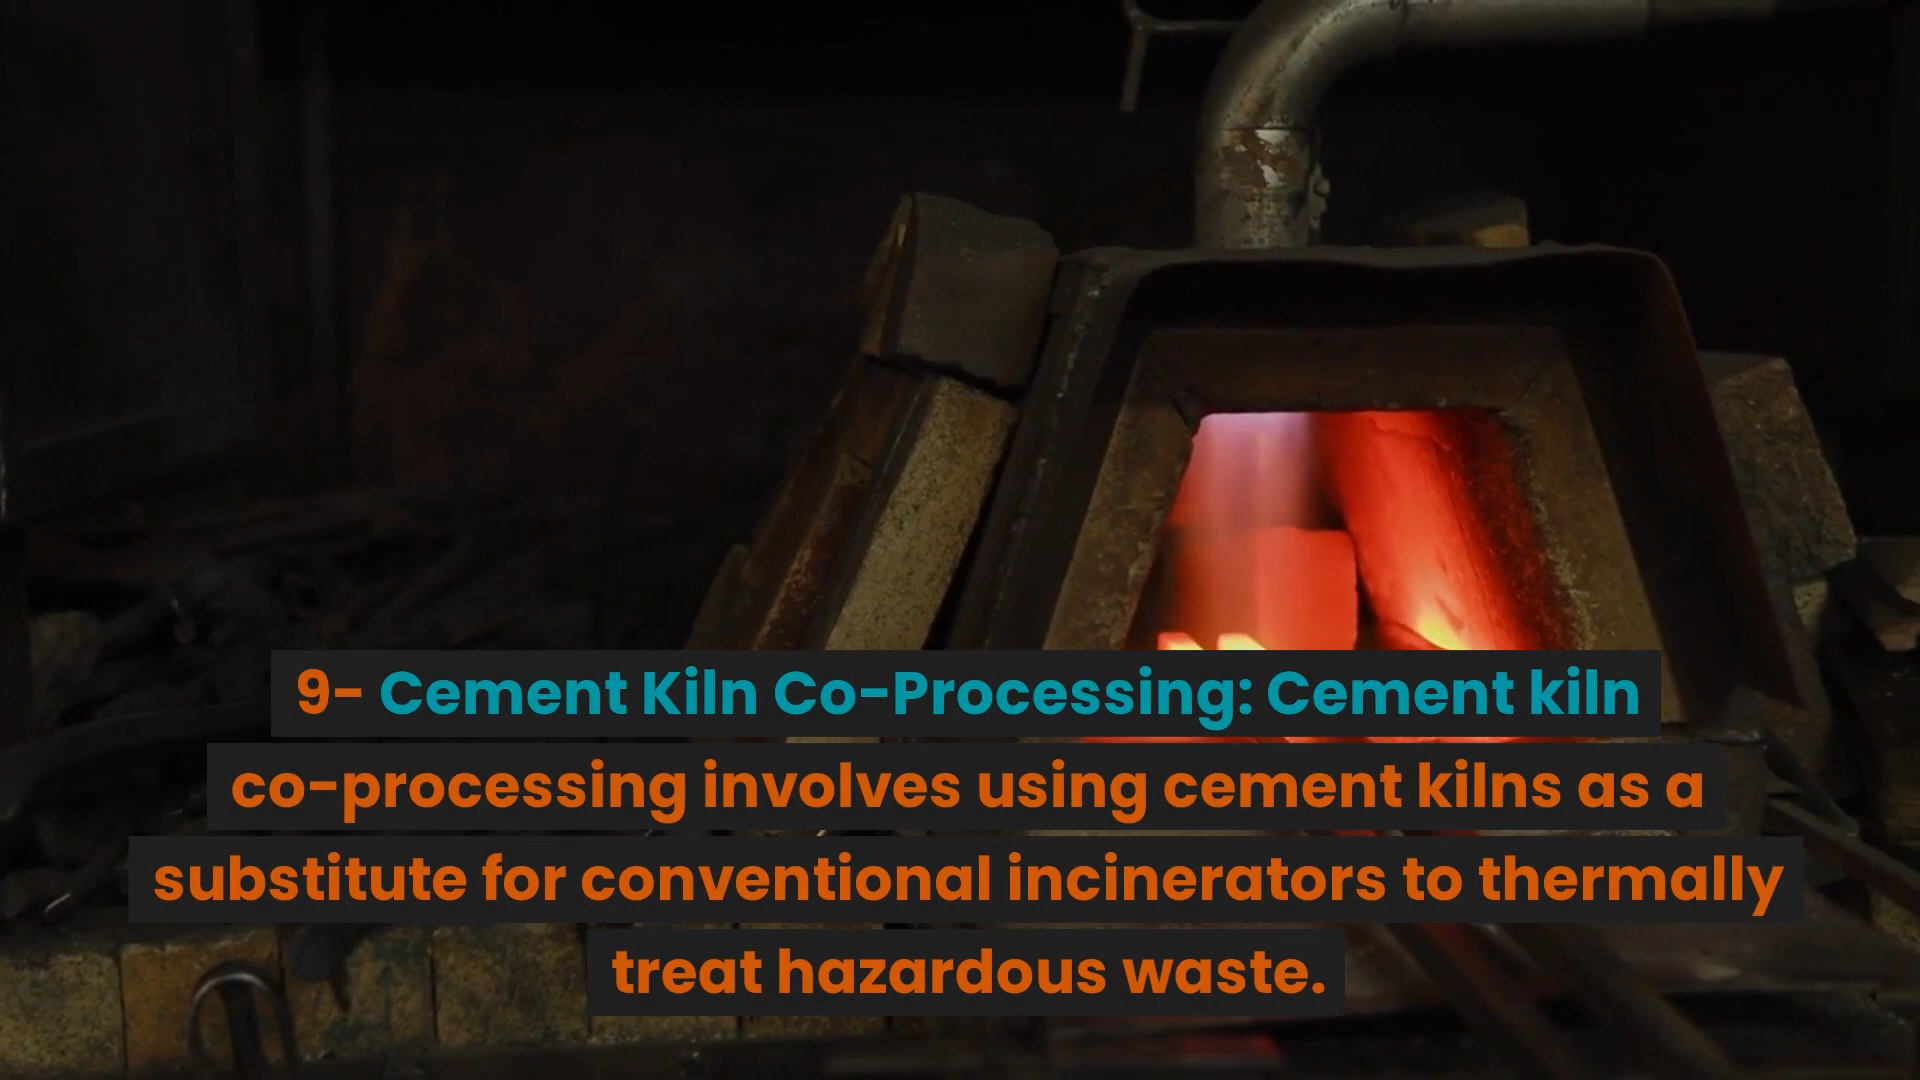 9- Cement Kiln Co-Processing: Cement kiln
co-processing involves using cement kilns as a
substitute for conventional incinerators to thermally
treat hazardous waste.